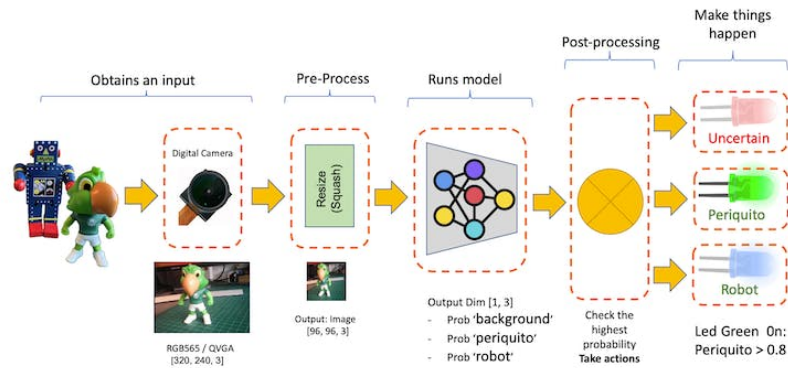 Obtains an input
Pre-Process
Runs model
Post-processing
Make things
happen
Digital Camera
RGB565 / QVGA
[320, 240, 3]
Resize
(Squash)
Output: Image
[96, 96, 3]
Output Dim [1, 3]
- Prob ‘background’
- Prob ‘periquito’
- Prob ‘robot’
Check the
highest
probability
Take actions
Uncertain
Periquito
Robot
Led Green 0n:
Periquito > 0.8